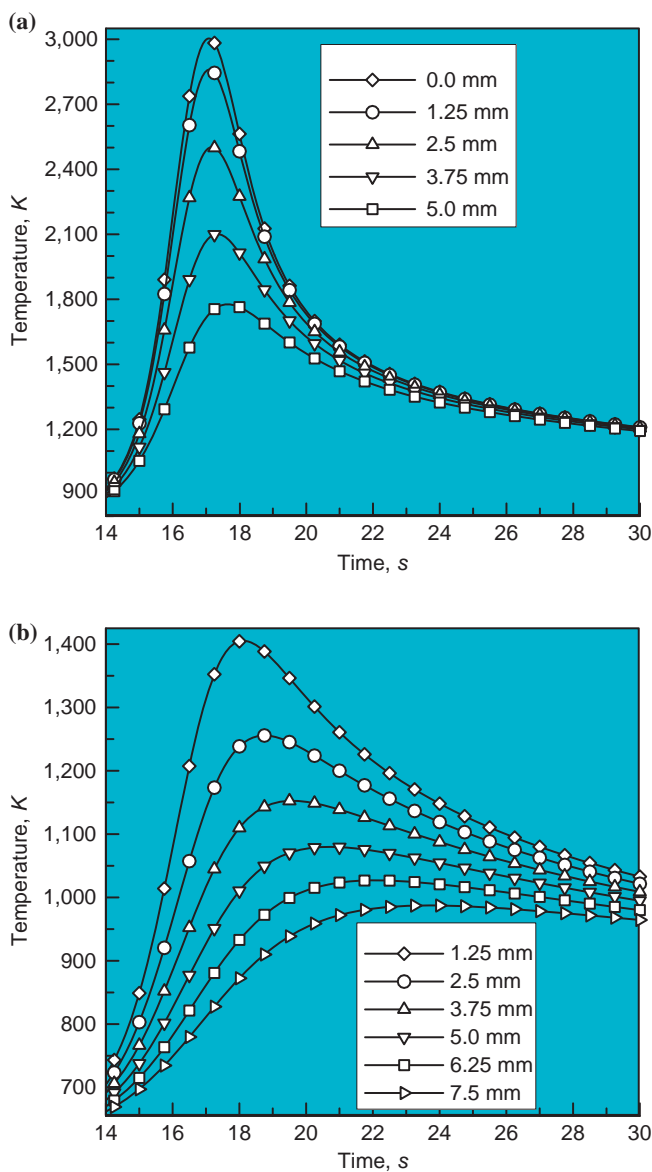 (a)
3,000
2,700
2,400
2,100
1,800
1,500
1,200
900
Temperature, K
0.0 mm
1.25 mm
2.5 mm
3.75 mm
5.0 mm
14 16 18 20 22 24 26 28 30
Time, s
(b)
1,400
1,300
1,200
1,100
1,000
900
800
700
Temperature, K
1.25 mm
2.5 mm
3.75 mm
5.0 mm
6.25 mm
7.5 mm
14 16 18 20 22 24 26 28 30
Time, s